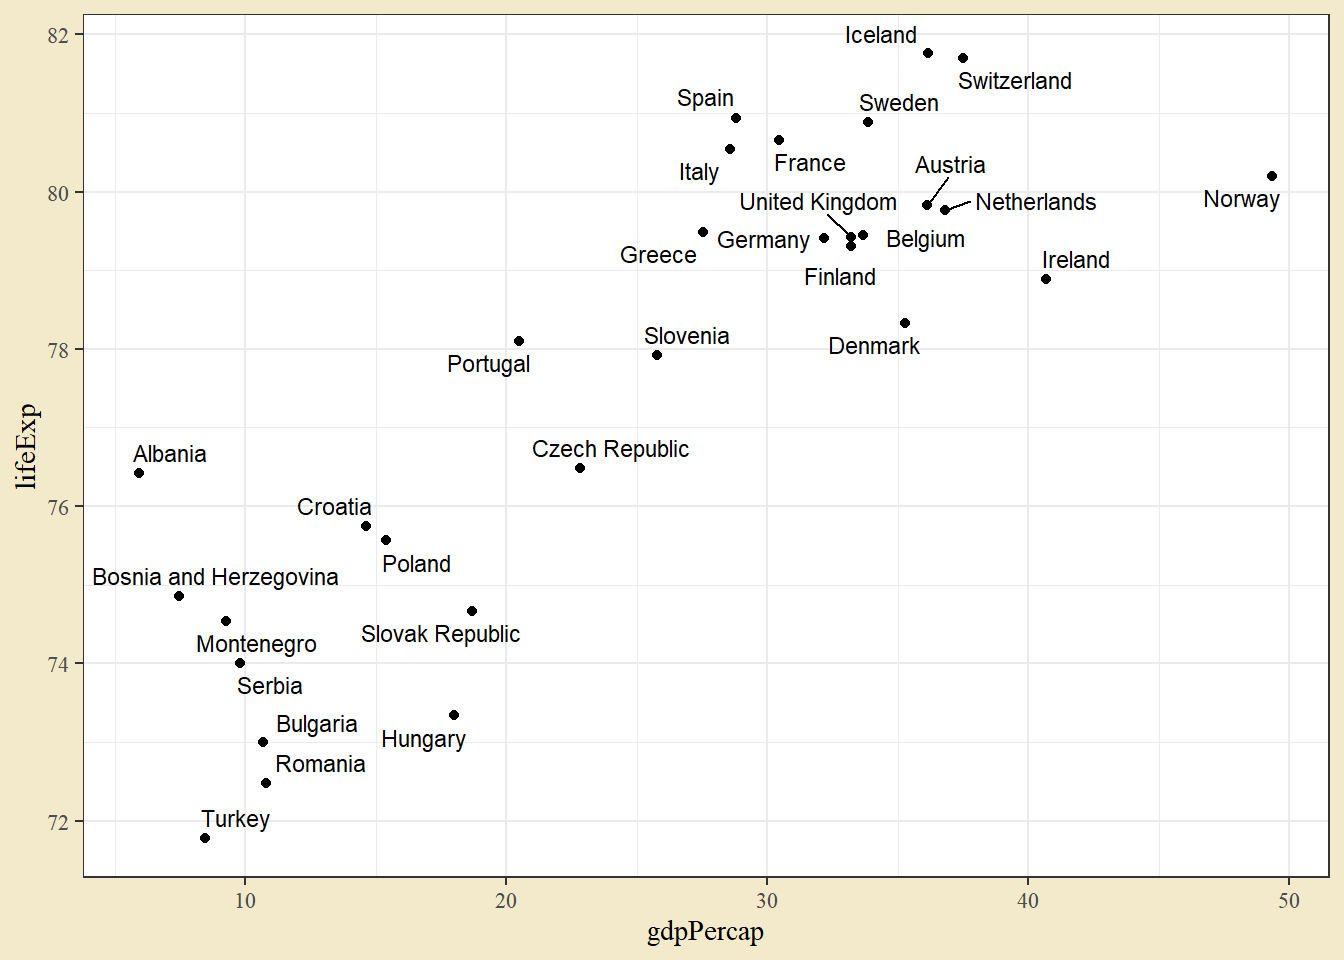 82
Iceland
Switzerland
Spain
Sweden
Italy
France
Austria
80
United Kingdom
Netherlands
Norway
Greece
Germany
Belgium
Finland
Ireland
78
Portugal
Slovenia
Denmark
Albania
Czech Republic
lifeExp
76
Croatia
Poland
Bosnia and Herzegovina
Montenegro
Slovak Republic
74
Serbia
Bulgaria
Hungary
Romania
72
Turkey
10
20
30
40
50
gdpPercap